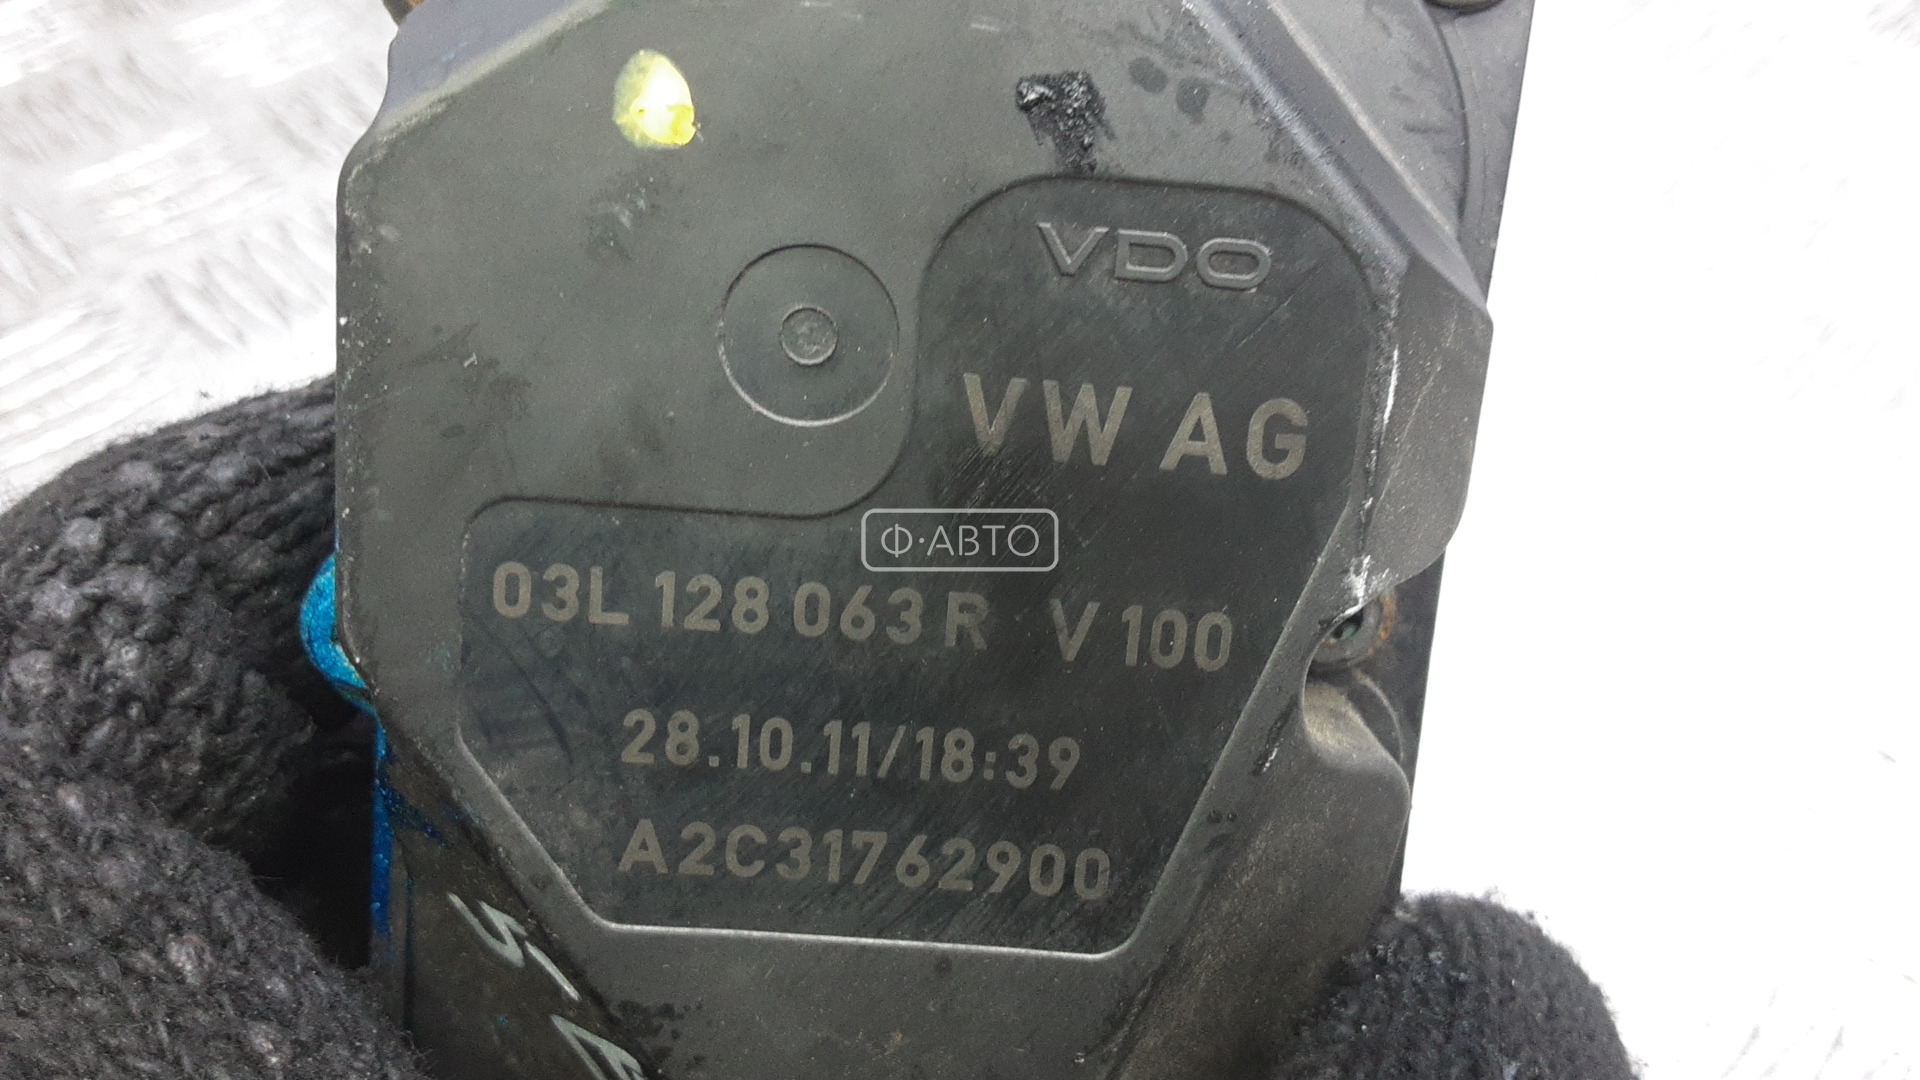 VDO
VW AG
Ф·АВТО
03L 128 063 R V 100
28.10.11/18:39
A2C31762900